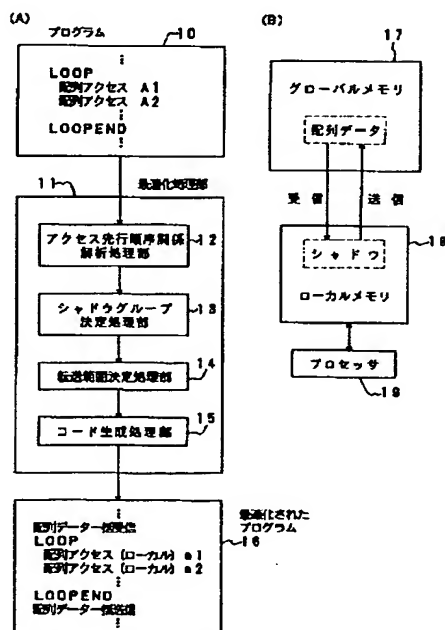 (A)
プログラム
10
⋮
LOOP
配列アクセス A1
配列アクセス A2
⋮
LOOPEND
⋮
11
最適化処理部
アクセス先行順序関係
解析処理部
12
シャドウグループ
決定処理部
13
転送範囲決定処理部
14
コード生成処理部
15
⋮
配列データ一括受信
LOOP
配列アクセス(ローカル) a1
配列アクセス(ローカル) a2
⋮
LOOPEND
配列データ一括送信
⋮
最適化された
プログラム
16
(B)
17
グローバルメモリ
配列データ
受信
送信
18
シャドウ
ローカルメモリ
プロセッサ
19